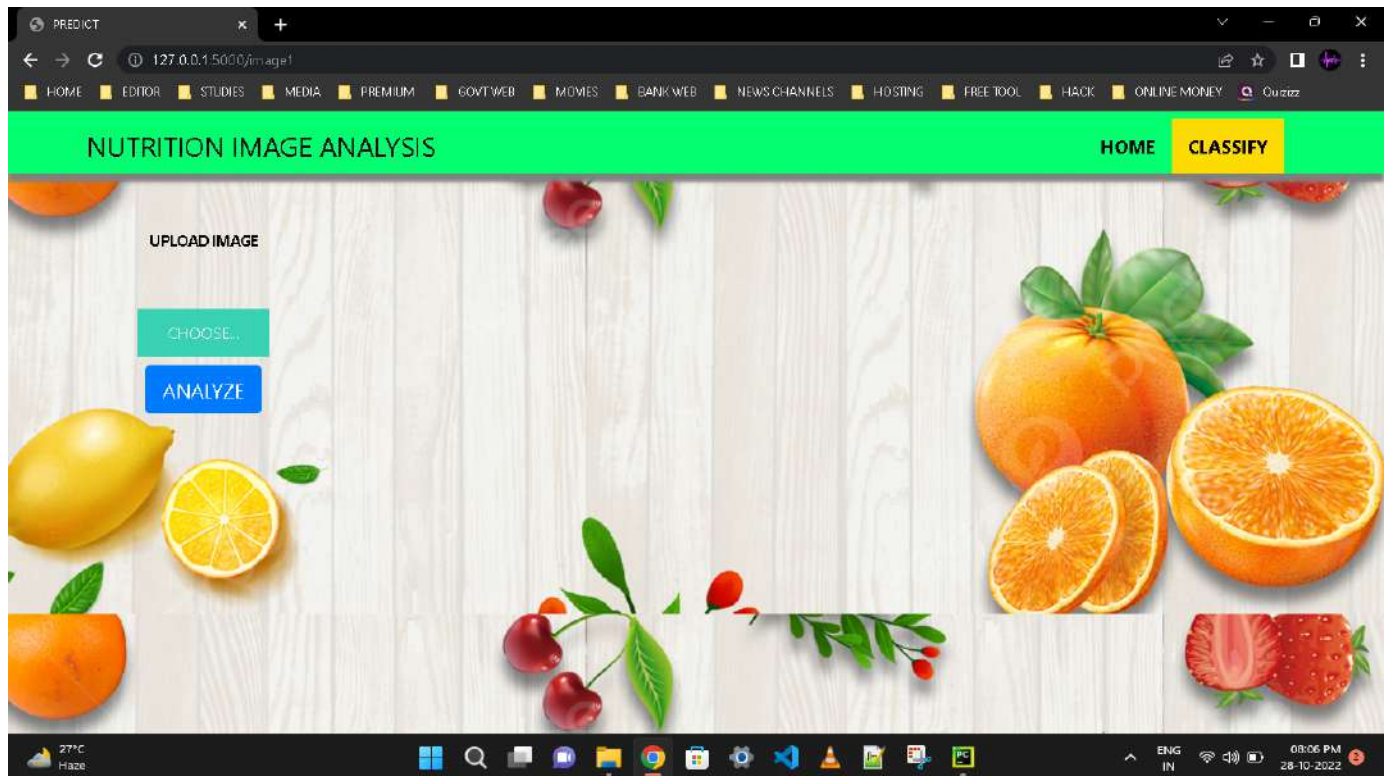 PREDICT
127.0.0.1:5000/image1
HOME EDITOR STUDIES MEDIA PREMIUM GOVT WEB MOVIES BANK WEB NEWS CHANNELS HOSTING FREE TOOL HACK ONLINE MONEY Quizizz
NUTRITION IMAGE ANALYSIS HOME CLASSIFY
UPLOAD IMAGE
CHOOSE...
ANALYZE
27°C
Haze
ENG
IN
08:06 PM
28-10-2022